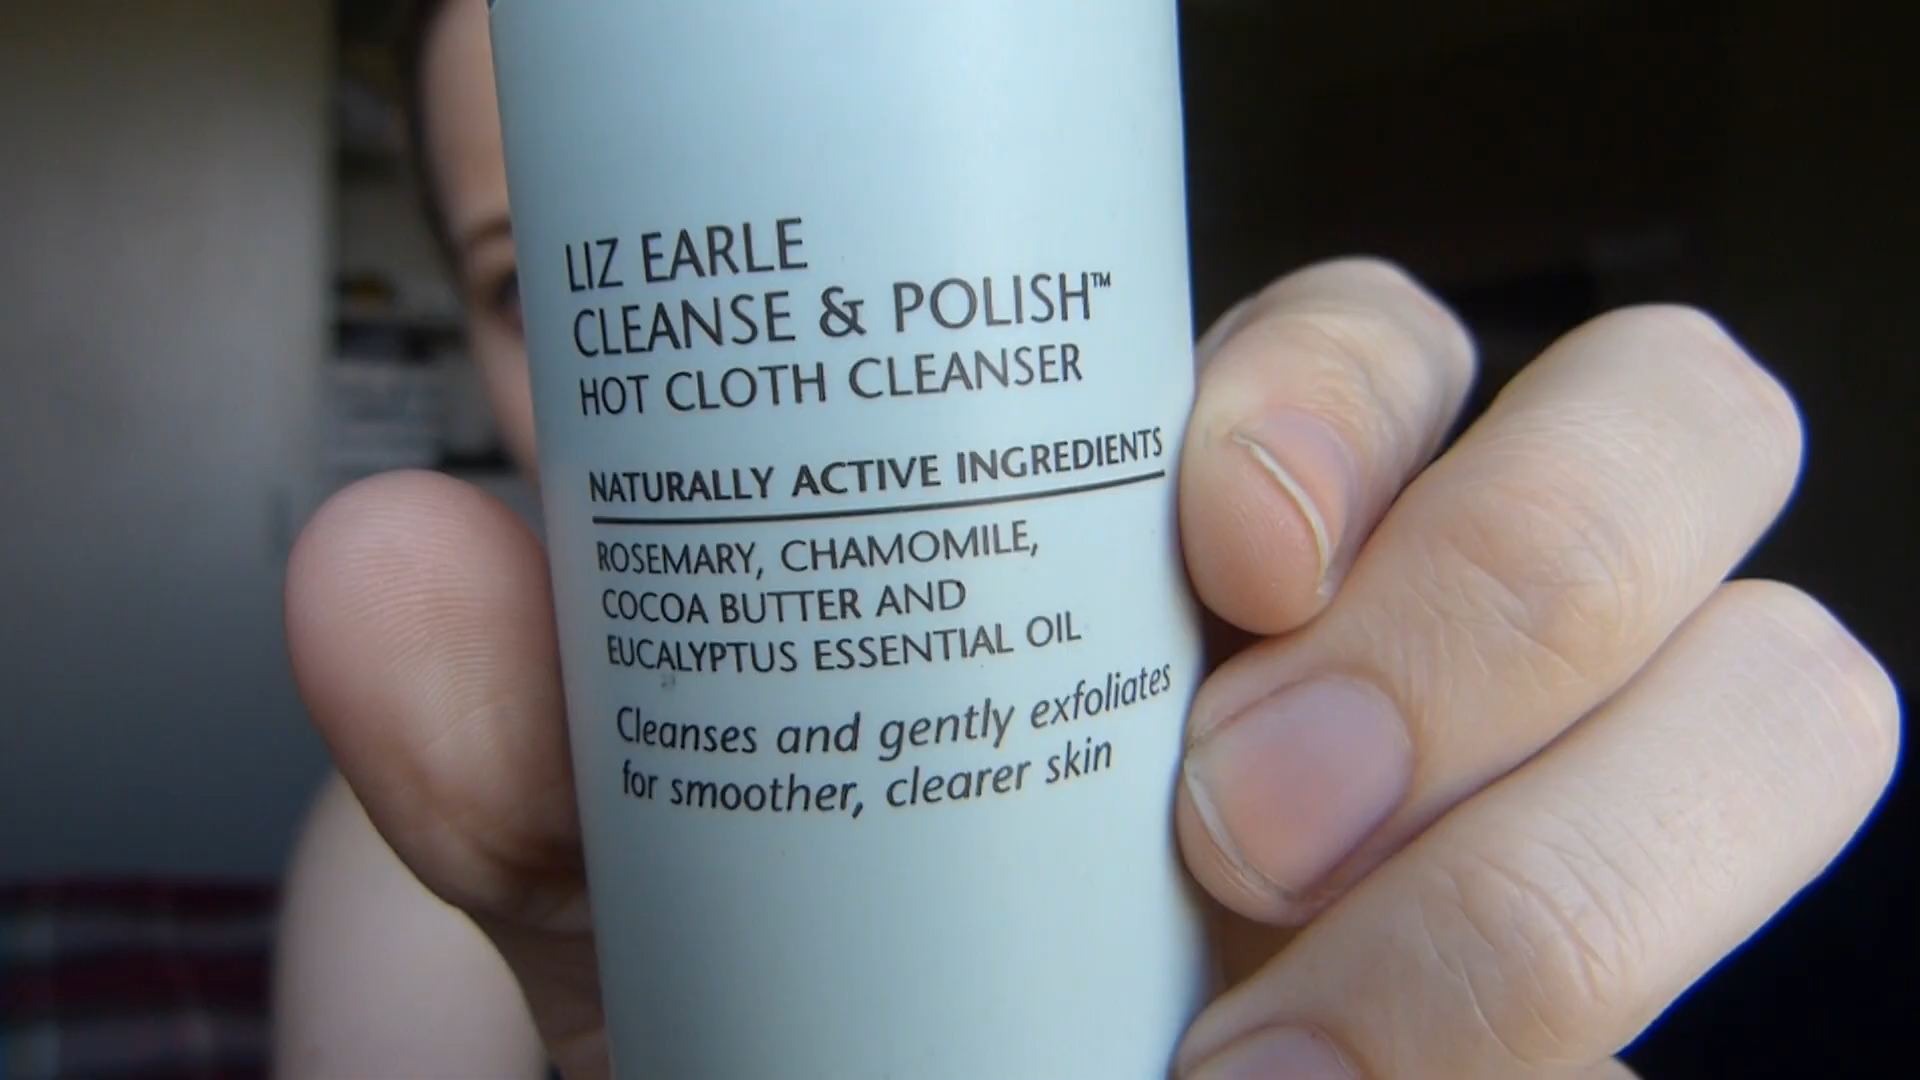 LIZ EARLE
CLEANSE & POLISH™
HOT CLOTH CLEANSER
NATURALLY ACTIVE INGREDIENTS
ROSEMARY, CHAMOMILE,
COCOA BUTTER AND
EUCALYPTUS ESSENTIAL OIL
Cleanses and gently exfoliates
for smoother, clearer skin